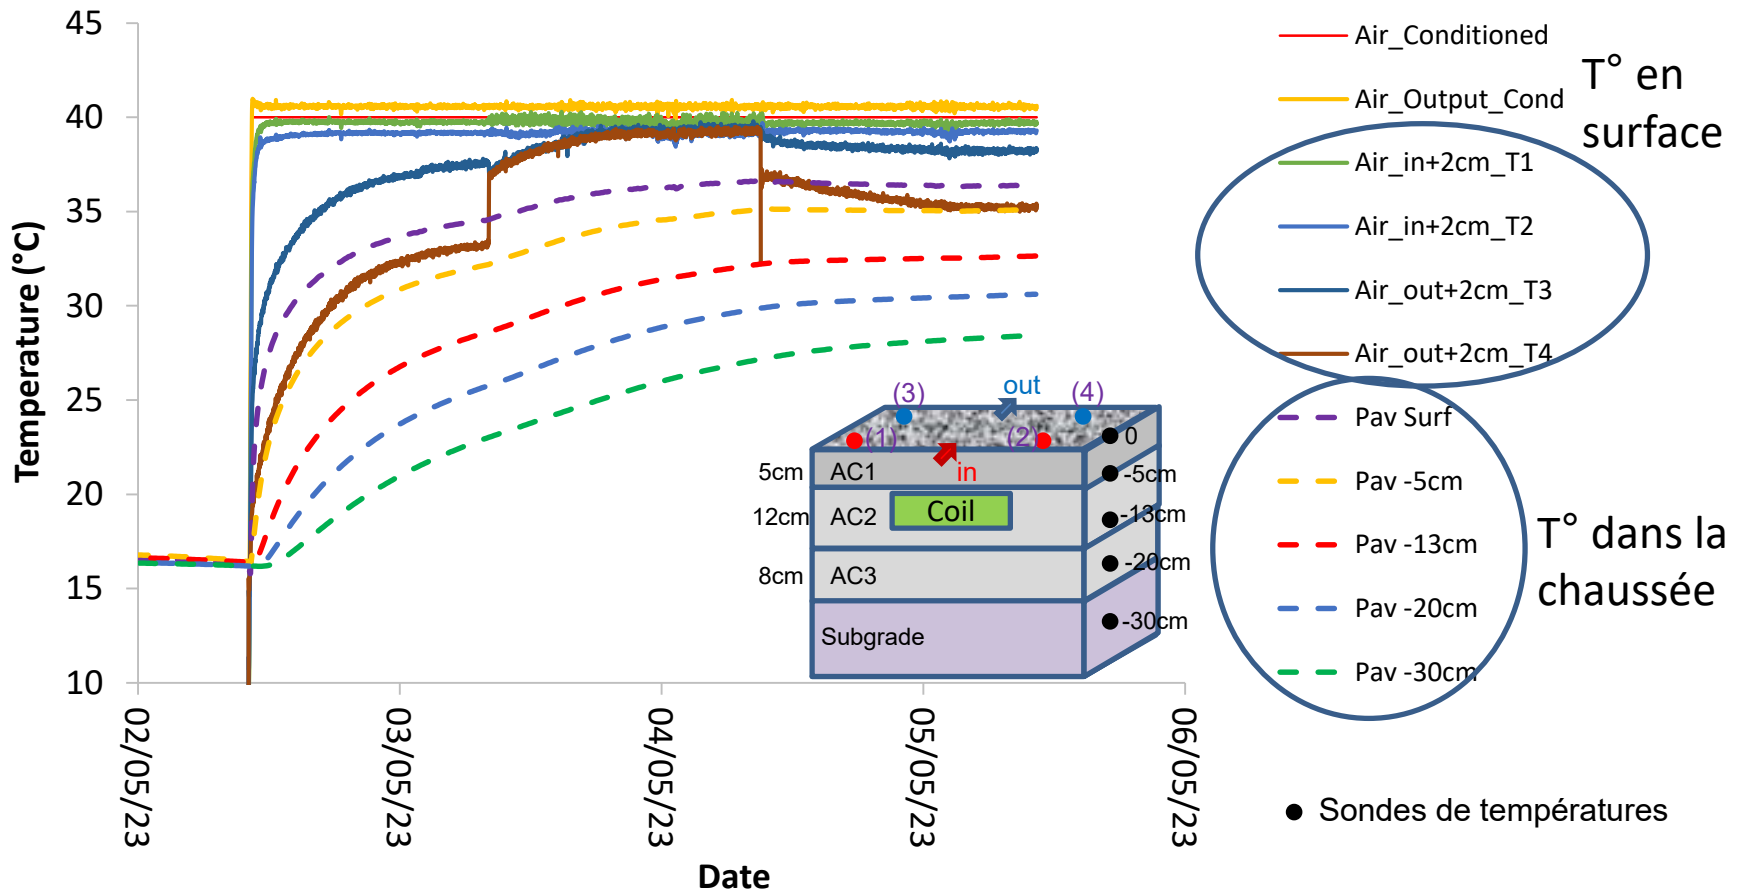 Temperature (°C)
45
40
35
30
25
20
15
10
02/05/23
03/05/23
04/05/23
05/05/23
06/05/23
Date
(3)
out
(4)
(1)
(2)
in
0
-5cm
-13cm
-20cm
-30cm
5cm
AC1
12cm
AC2
Coil
8cm
AC3
Subgrade
Air_Conditioned
Air_Output_Cond
Air_in+2cm_T1
Air_in+2cm_T2
Air_out+2cm_T3
Air_out+2cm_T4
Pav Surf
Pav -5cm
Pav -13cm
Pav -20cm
Pav -30cm
T° en
surface
T° dans la
chaussée
Sondes de températures